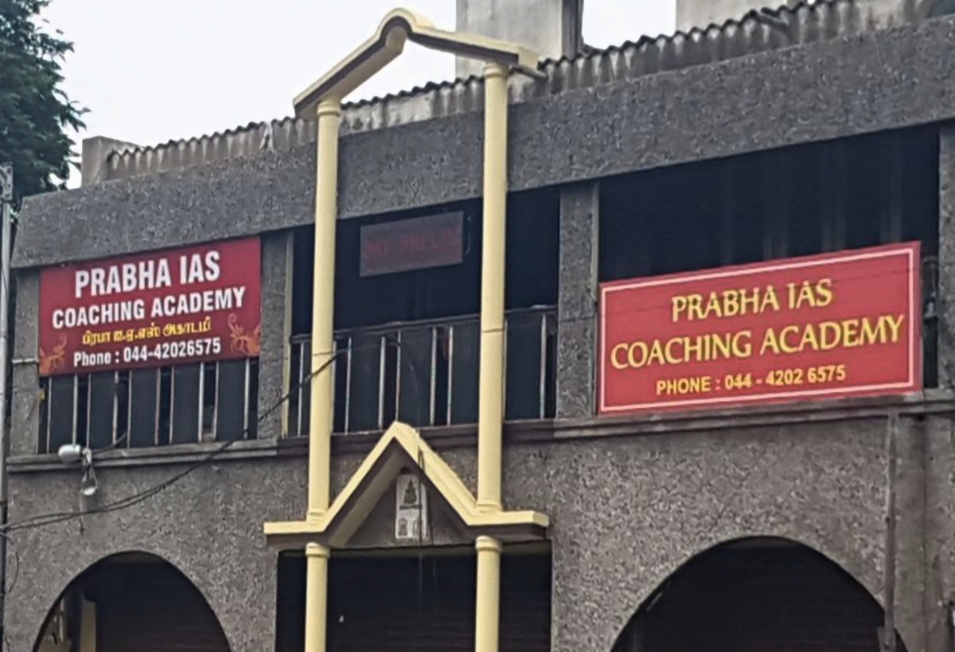 PRABHA IAS
COACHING ACADEMY
பிரபா ஐ.ஏ.எஸ் அகாடமி
Phone : 044-42026575
PRABHA IAS
COACHING ACADEMY
PHONE : 044 - 4202 6575